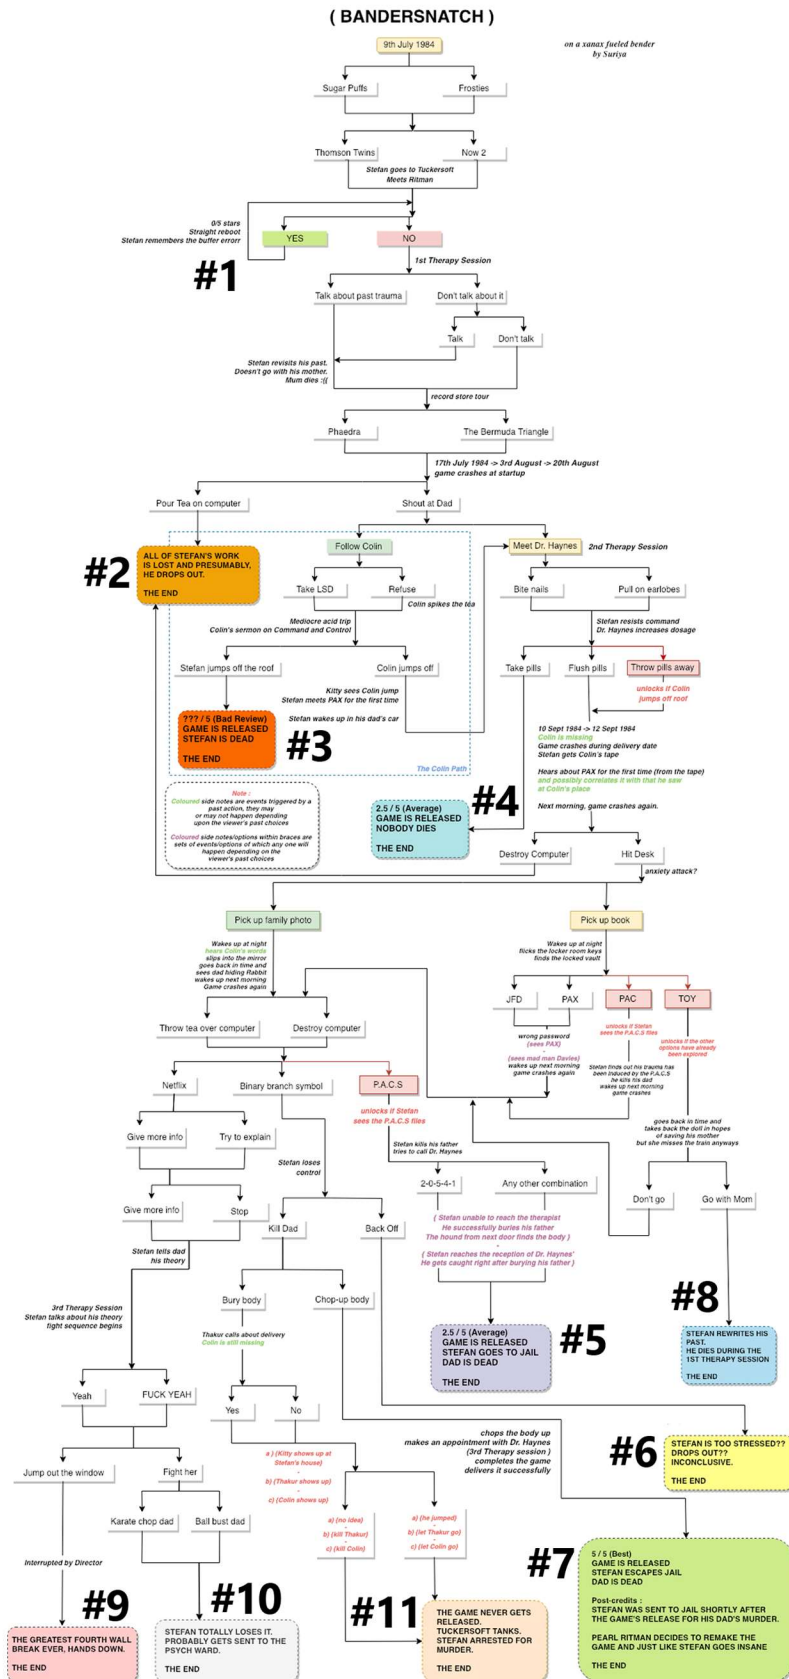 ( BANDERSNATCH )
9th July 1984
on a xanax fueled bender
by Suriya
Sugar Puffs
Frosties
Thomson Twins
Now 2
Stefan goes to Tuckersoft
Meets Ritman
0/5 stars
Straight reboot
Stefan remembers the buffer errorr
YES
NO
#1
1st Therapy Session
Talk about past trauma
Don't talk about it
Talk
Don't talk
Stefan revisits his past.
Doesn't go with his mother.
Mum dies :((
record store tour
Phaedra
The Bermuda Triangle
17th July 1984 -> 3rd August -> 20th August
game crashes at startup
Pour Tea on computer
Shout at Dad
#2
ALL OF STEFAN'S WORK
IS LOST AND PRESUMABLY,
HE DROPS OUT.
THE END
Follow Colin
Meet Dr. Haynes
2nd Therapy Session
Take LSD
Refuse
Colin spikes the tea
Bite nails
Pull on earlobes
Mediocre acid trip
Colin's sermon on Command and Control
Stefan resists command
Dr. Haynes increases dosage
Stefan jumps off the roof
Colin jumps off
Take pills
Flush pills
Throw pills away
unlocks if Colin
jumps off roof
Kitty sees Colin jump
Stefan meets PAX for the first time
Stefan wakes up in his dad's car
??? / 5 (Bad Review)
GAME IS RELEASED
STEFAN IS DEAD
THE END
#3
The Colin Path
10 Sept 1984 -> 12 Sept 1984
Colin is missing
Game crashes during delivery date
Stefan gets Colin's tape
Hears about PAX for the first time (from the tape)
and possibly correlates it with that he saw
at Colin's place
Next morning, game crashes again.
Note :
Coloured side notes are events triggered by a
past action, they may
or may not happen depending
upon the viewer's past choices
Coloured side notes/options within braces are
sets of events/options of which any one will
happen depending on the
viewer's past choices
2.5 / 5 (Average)
GAME IS RELEASED
NOBODY DIES
THE END
#4
Destroy Computer
Hit Desk
anxiety attack?
Pick up family photo
Pick up book
Wakes up at night
hears Colin's words
slips into the mirror
goes back in time and
sees dad hiding Rabbit
wakes up next morning
Game crashes again
Wakes up at night
flicks the locker room keys
finds the locked vault
JFD
PAX
PAC
TOY
Throw tea over computer
Destroy computer
wrong password
(sees PAX)
-
(sees mad man Davies)
wakes up next morning
game crashes again
unlocks if Stefan
sees the P.A.C.S files
Stefan finds out his trauma has
been induced by the P.A.C.S
he kills his dad
wakes up next morning
game crashes
unlocks if the other
options have already
been explored
Netflix
Binary branch symbol
P.A.C.S
unlocks if Stefan
sees the P.A.C.S files
goes back in time and
takes back the doll in hopes
of saving his mother
but she misses the train anyways
Give more info
Try to explain
Stefan kills his father
tries to call Dr. Haynes
Stefan loses
control
2-0-5-4-1
Any other combination
Don't go
Go with Mom
Give more info
Stop
Kill Dad
Back Off
( Stefan unable to reach the therapist
He successfully buries his father
The hound from next door finds the body )
-
( Stefan reaches the reception of Dr. Haynes'
He gets caught right after burying his father )
Stefan tells dad
his theory
Bury body
Chop-up body
#8
3rd Therapy Session
Stefan talks about his theory
fight sequence begins
Thakur calls about delivery
Colin is still missing
2.5 / 5 (Average)
GAME IS RELEASED
STEFAN GOES TO JAIL
DAD IS DEAD
THE END
#5
STEFAN REWRITES HIS
PAST.
HE DIES DURING THE
1ST THERAPY SESSION
THE END
Yeah
FUCK YEAH
Yes
No
chops the body up
make an appointment with Dr. Haynes
(3rd Therapy session )
completes the game
delivers it successfully
#6
STEFAN IS TOO STRESSED??
DROPS OUT??
INCONCLUSIVE.
THE END
a ) (Kitty shows up at
Stefan's house)
-
b) (Thakur shows up)
-
c) (Colin shows up)
Jump out the window
Fight her
a) (no idea)
-
b) (kill Thakur)
-
c) (kill Colin)
a) (he jumped)
-
b) (let Thakur go)
-
c) (let Colin go)
Karate chop dad
Ball bust dad
Interrupted by Director
#7
5 / 5 (Best)
GAME IS RELEASED
STEFAN ESCAPES JAIL
DAD IS DEAD
Post-credits :
STEFAN WAS SENT TO JAIL SHORTLY AFTER
THE GAME'S RELEASE FOR HIS DAD'S MURDER.
PEARL RITMAN DECIDES TO REMAKE THE
GAME AND JUST LIKE STEFAN GOES INSANE
#9
THE GREATEST FOURTH WALL
BREAK EVER, HANDS DOWN.
THE END
#10
STEFAN TOTALLY LOSES IT.
PROBABLY GETS SENT TO THE
PSYCH WARD.
THE END
#11
THE GAME NEVER GETS
RELEASED.
TUCKERSOFT TANKS.
STEFAN ARRESTED FOR
MURDER.
THE END